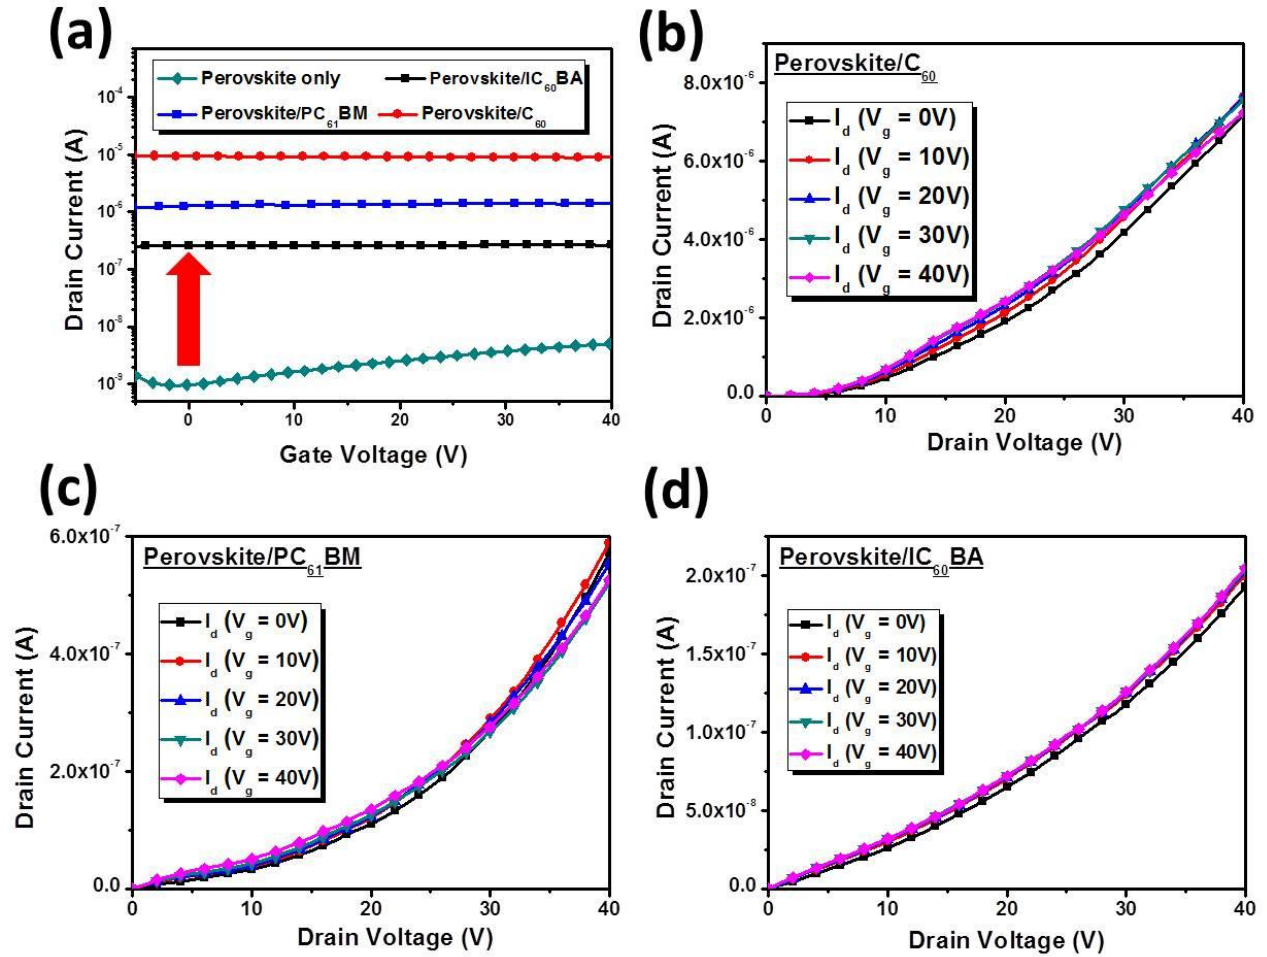 (a)
Perovskite only
Perovskite/IC60BA
Perovskite/PC61BM
Perovskite/C60
10-4
10-5
10-6
10-7
10-8
10-9
Drain Current (A)
0 10 20 30 40
Gate Voltage (V)
(b)
Perovskite/C60
Id (Vg = 0V)
Id (Vg = 10V)
Id (Vg = 20V)
Id (Vg = 30V)
Id (Vg = 40V)
8.0x10-6
6.0x10-6
4.0x10-6
2.0x10-6
0.0
Drain Current (A)
0 10 20 30 40
Drain Voltage (V)
(c)
Perovskite/PC61BM
Id (Vg = 0V)
Id (Vg = 10V)
Id (Vg = 20V)
Id (Vg = 30V)
Id (Vg = 40V)
6.0x10-7
4.0x10-7
2.0x10-7
0.0
Drain Current (A)
0 10 20 30 40
Drain Voltage (V)
(d)
Perovskite/IC60BA
Id (Vg = 0V)
Id (Vg = 10V)
Id (Vg = 20V)
Id (Vg = 30V)
Id (Vg = 40V)
2.0x10-7
1.5x10-7
1.0x10-7
5.0x10-8
0.0
Drain Current (A)
0 10 20 30 40
Drain Voltage (V)